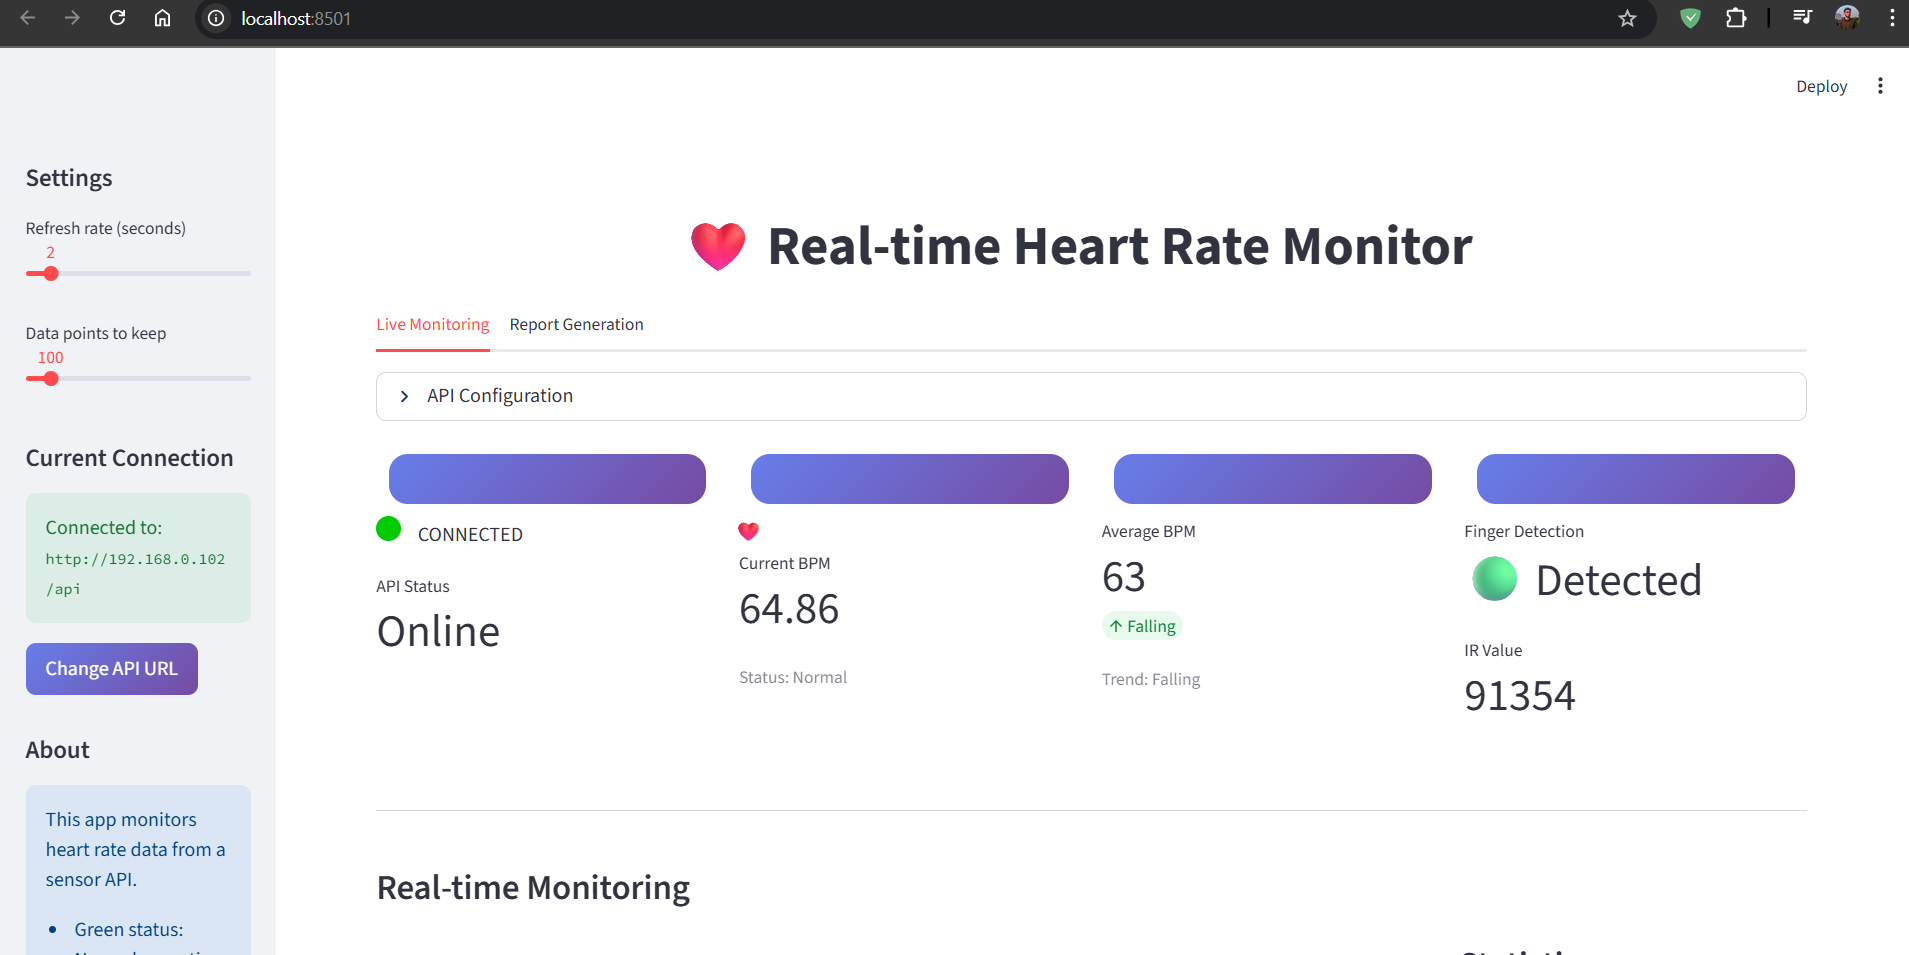 localhost:8501
Deploy
Settings
Refresh rate (seconds)
2
Data points to keep
100
Current Connection
Connected to:
http://192.168.0.102
/api
Change API URL
About
This app monitors
heart rate data from a
sensor API.
• Green status:
Real-time Heart Rate Monitor
Live Monitoring
Report Generation
API Configuration
CONNECTED
API Status
Online
Current BPM
64.86
Status: Normal
Average BPM
63
↑ Falling
Trend: Falling
Finger Detection
Detected
IR Value
91354
Real-time Monitoring